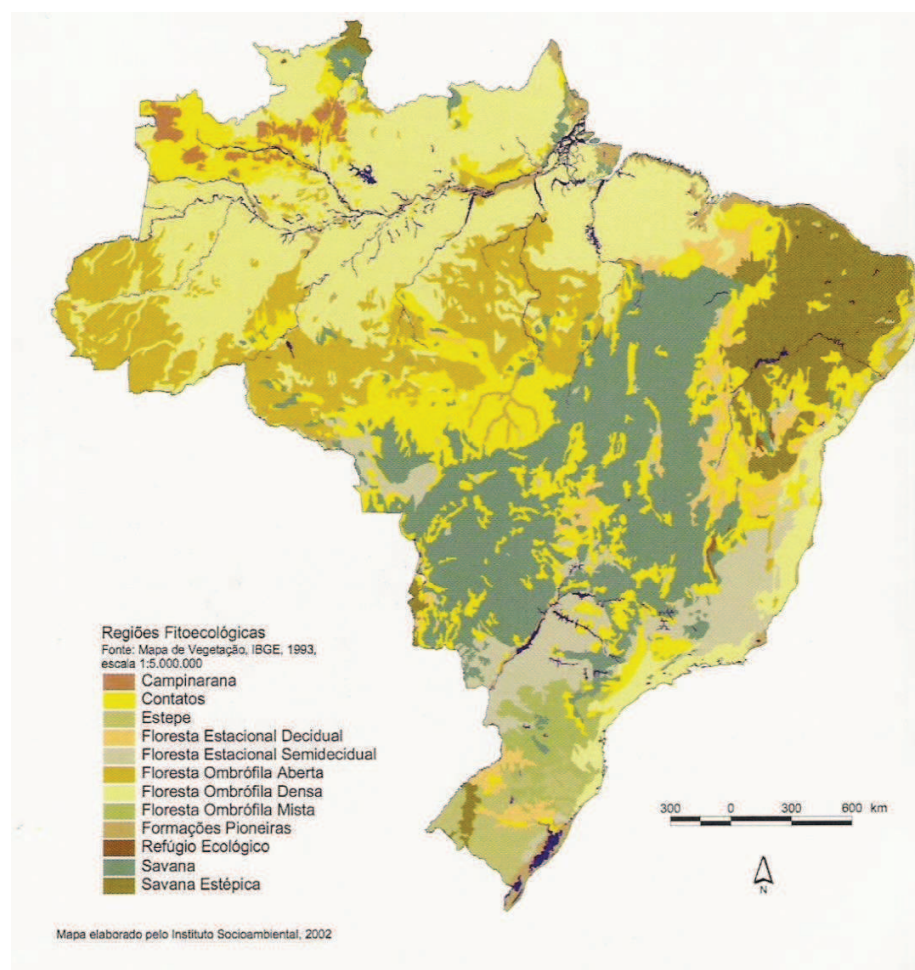 Regiões Fitoecológicas
Fonte: Mapa de Vegetação, IBGE, 1993,
escala 1:5.000.000
Campinarana
Contatos
Estepe
Floresta Estacional Decidual
Floresta Estacional Semidecidual
Floresta Ombrófila Aberta
Floresta Ombrófila Densa
Floresta Ombrófila Mista
Formações Pioneiras
Refúgio Ecológico
Savana
Savana Estépica
300 0 300 600 km
N
Mapa elaborado pelo Instituto Socioambiental, 2002